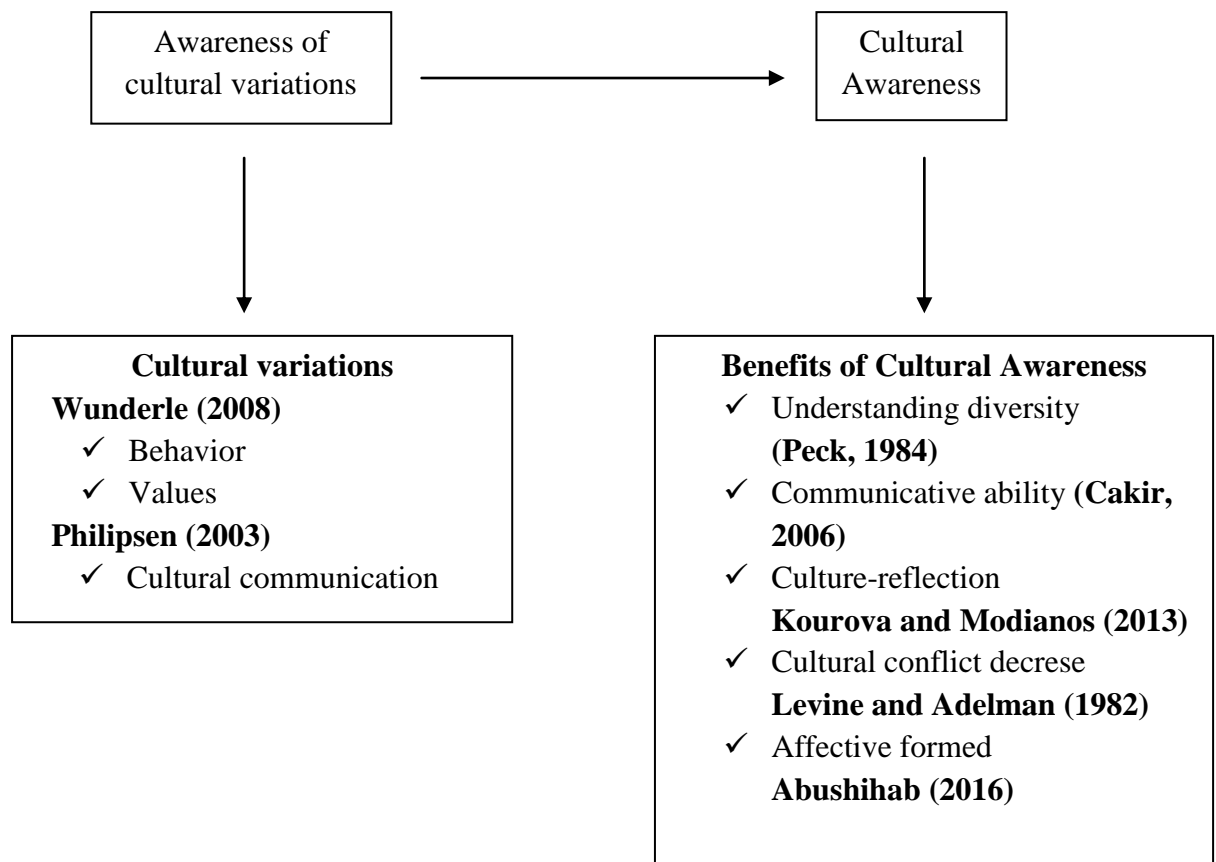 Awareness of
cultural variations
Cultural
Awareness
Cultural variations
Wunderle (2008)
✓ Behavior
✓ Values
Philipsen (2003)
✓ Cultural communication
Benefits of Cultural Awareness
✓ Understanding diversity
(Peck, 1984)
✓ Communicative ability (Cakir,
2006)
✓ Culture-reflection
Kourova and Modianos (2013)
✓ Cultural conflict decrese
Levine and Adelman (1982)
✓ Affective formed
Abushihab (2016)